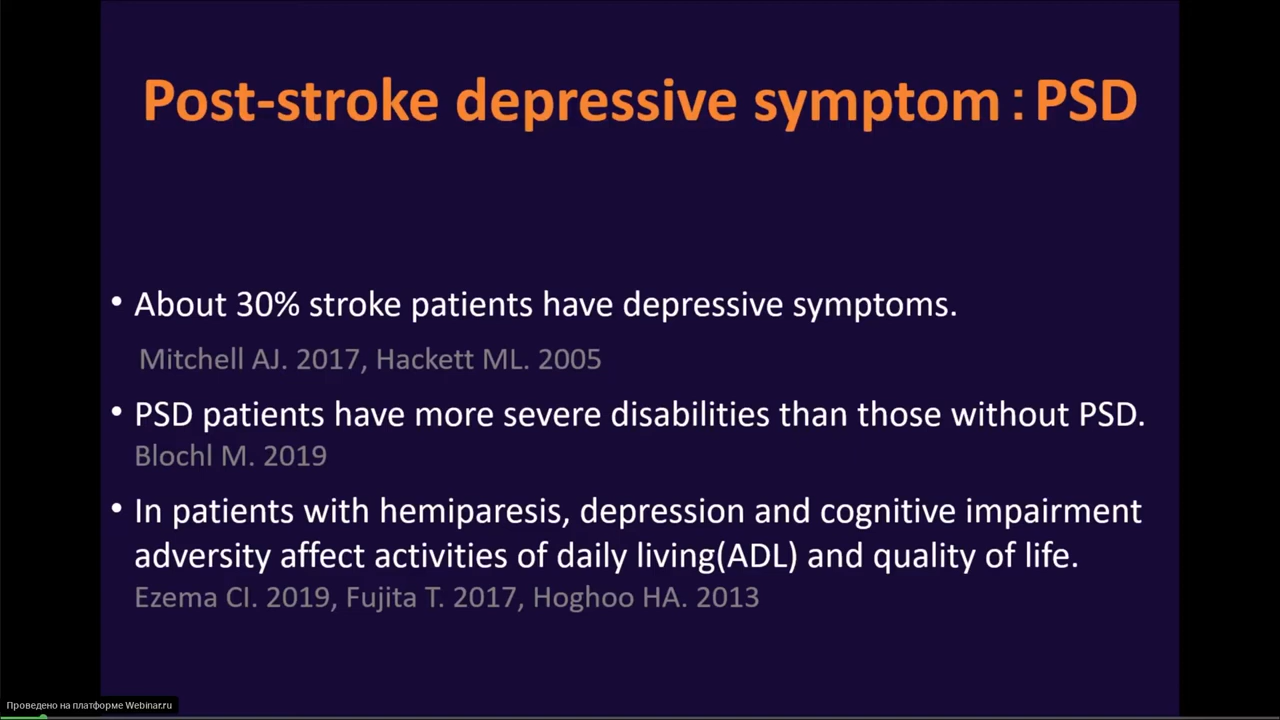 Post-stroke depressive symptom：PSD
• About 30% stroke patients have depressive symptoms.
Mitchell AJ. 2017, Hackett ML. 2005
• PSD patients have more severe disabilities than those without PSD.
Blochl M. 2019
• In patients with hemiparesis, depression and cognitive impairment
adversity affect activities of daily living(ADL) and quality of life.
Ezema CI. 2019, Fujita T. 2017, Hoghoo HA. 2013
Проведено на платформе Webinar.ru